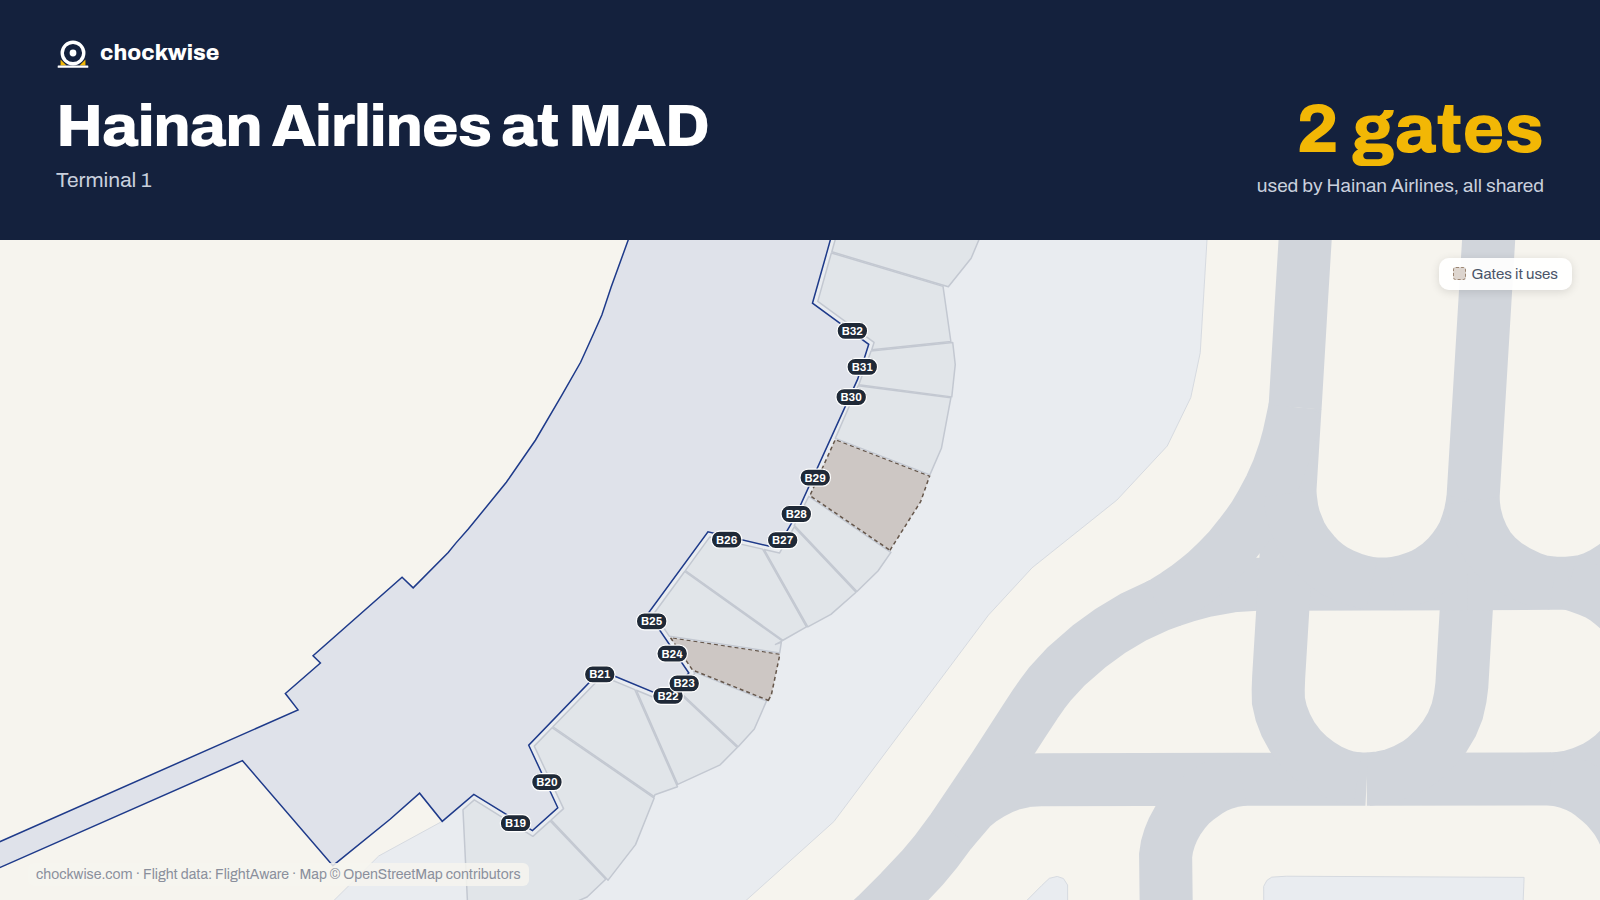 chockwise
Hainan Airlines at MAD
Terminal 1
2 gates
used by Hainan Airlines, all shared
Gates it uses
B32
B31
B30
B29
B28
B27
B26
B25
B24
B23
B22
B21
B20
B19
chockwise.com · Flight data: FlightAware · Map © OpenStreetMap contributors